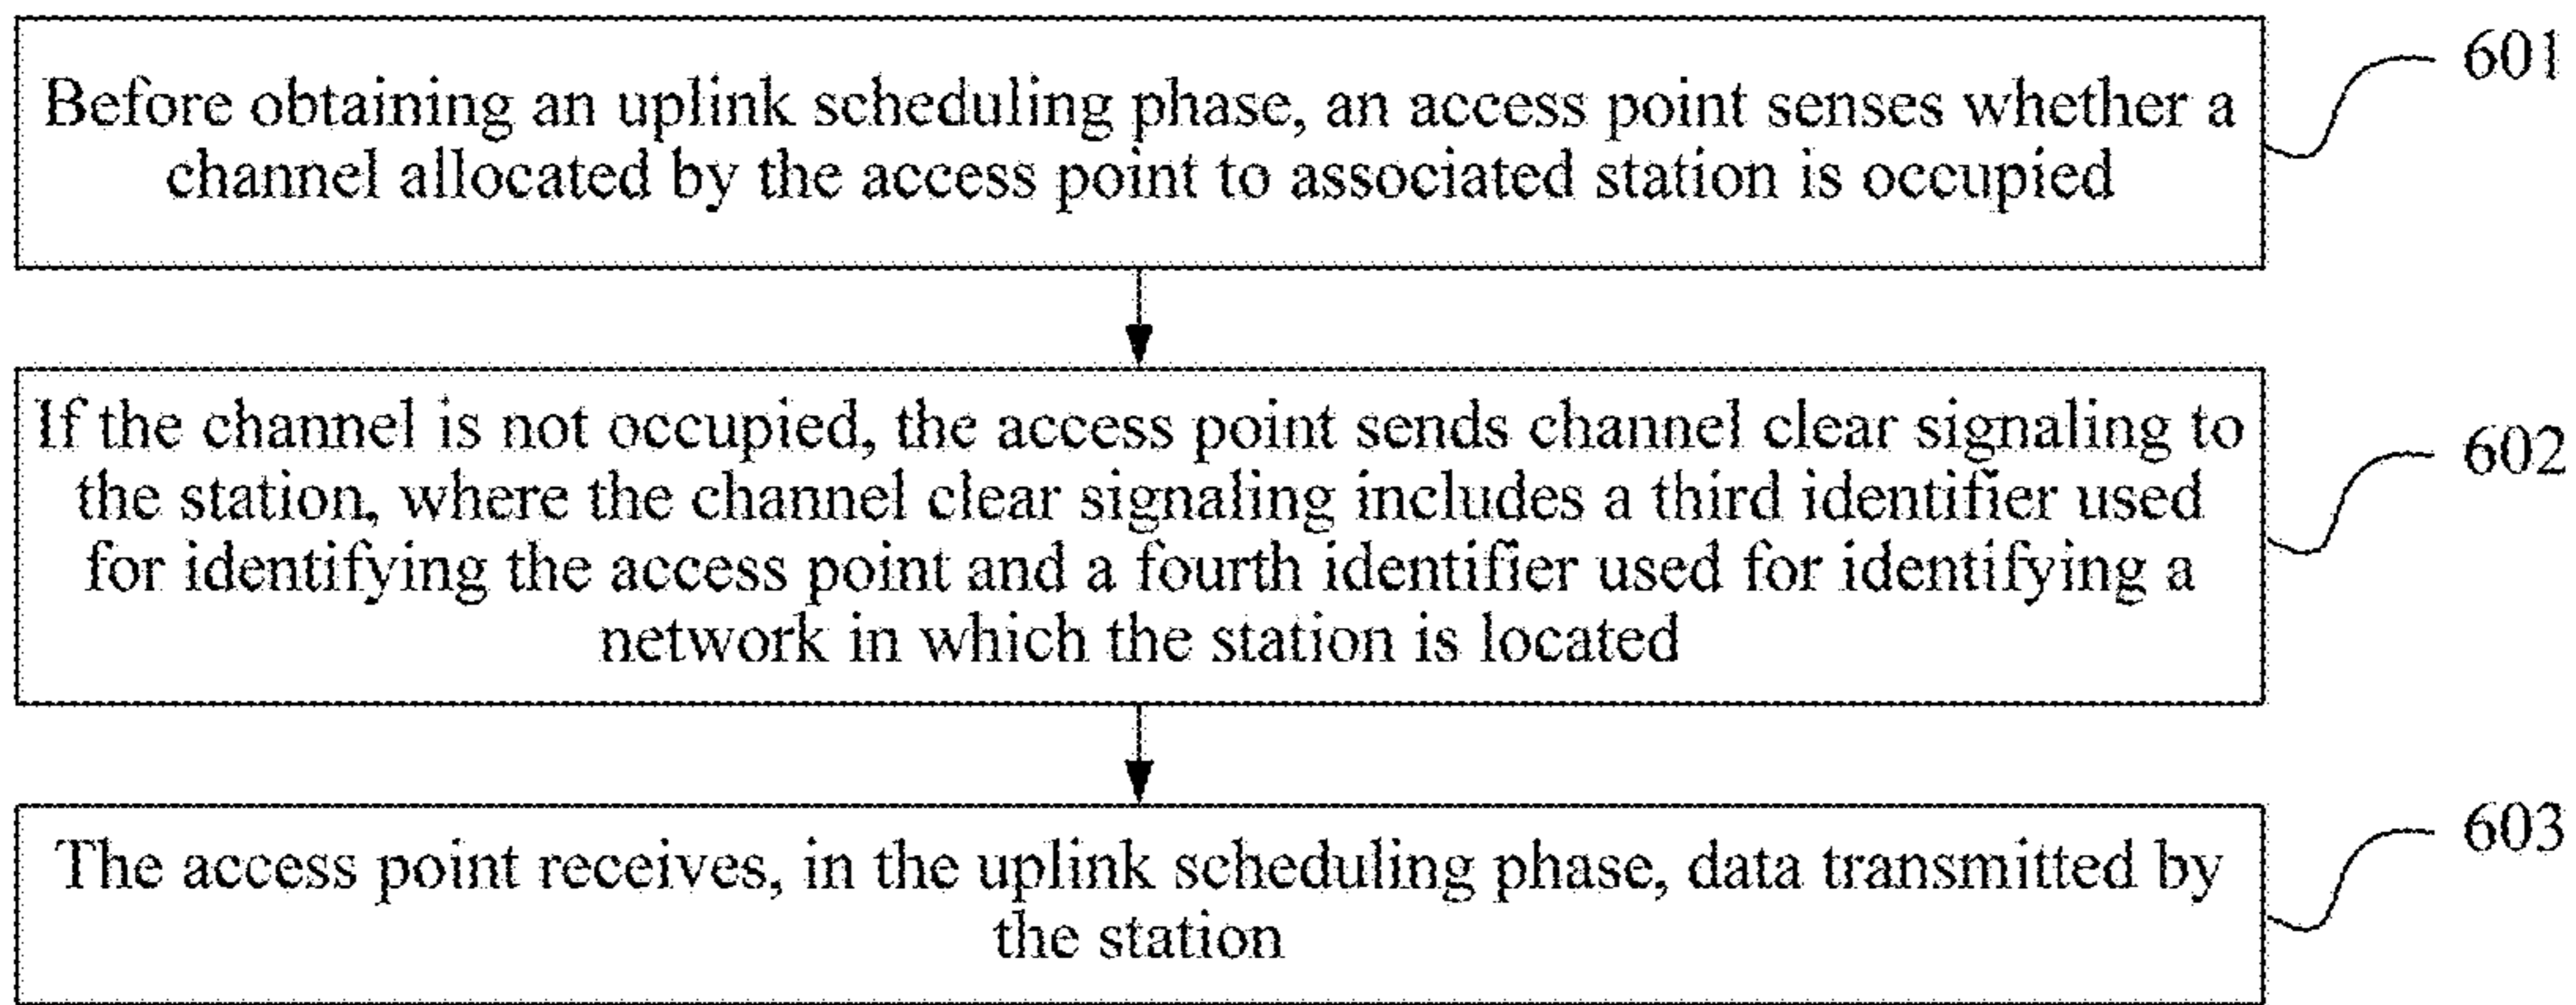 Before obtaining an uplink scheduling phase, an access point senses whether a
channel allocated by the access point to associated station is occupied
601
If the channel is not occupied, the access point sends channel clear signaling to
the station, where the channel clear signaling includes a third identifier used
for identifying the access point and a fourth identifier used for identifying a
network in which the station is located
602
The access point receives, in the uplink scheduling phase, data transmitted by
the station
603